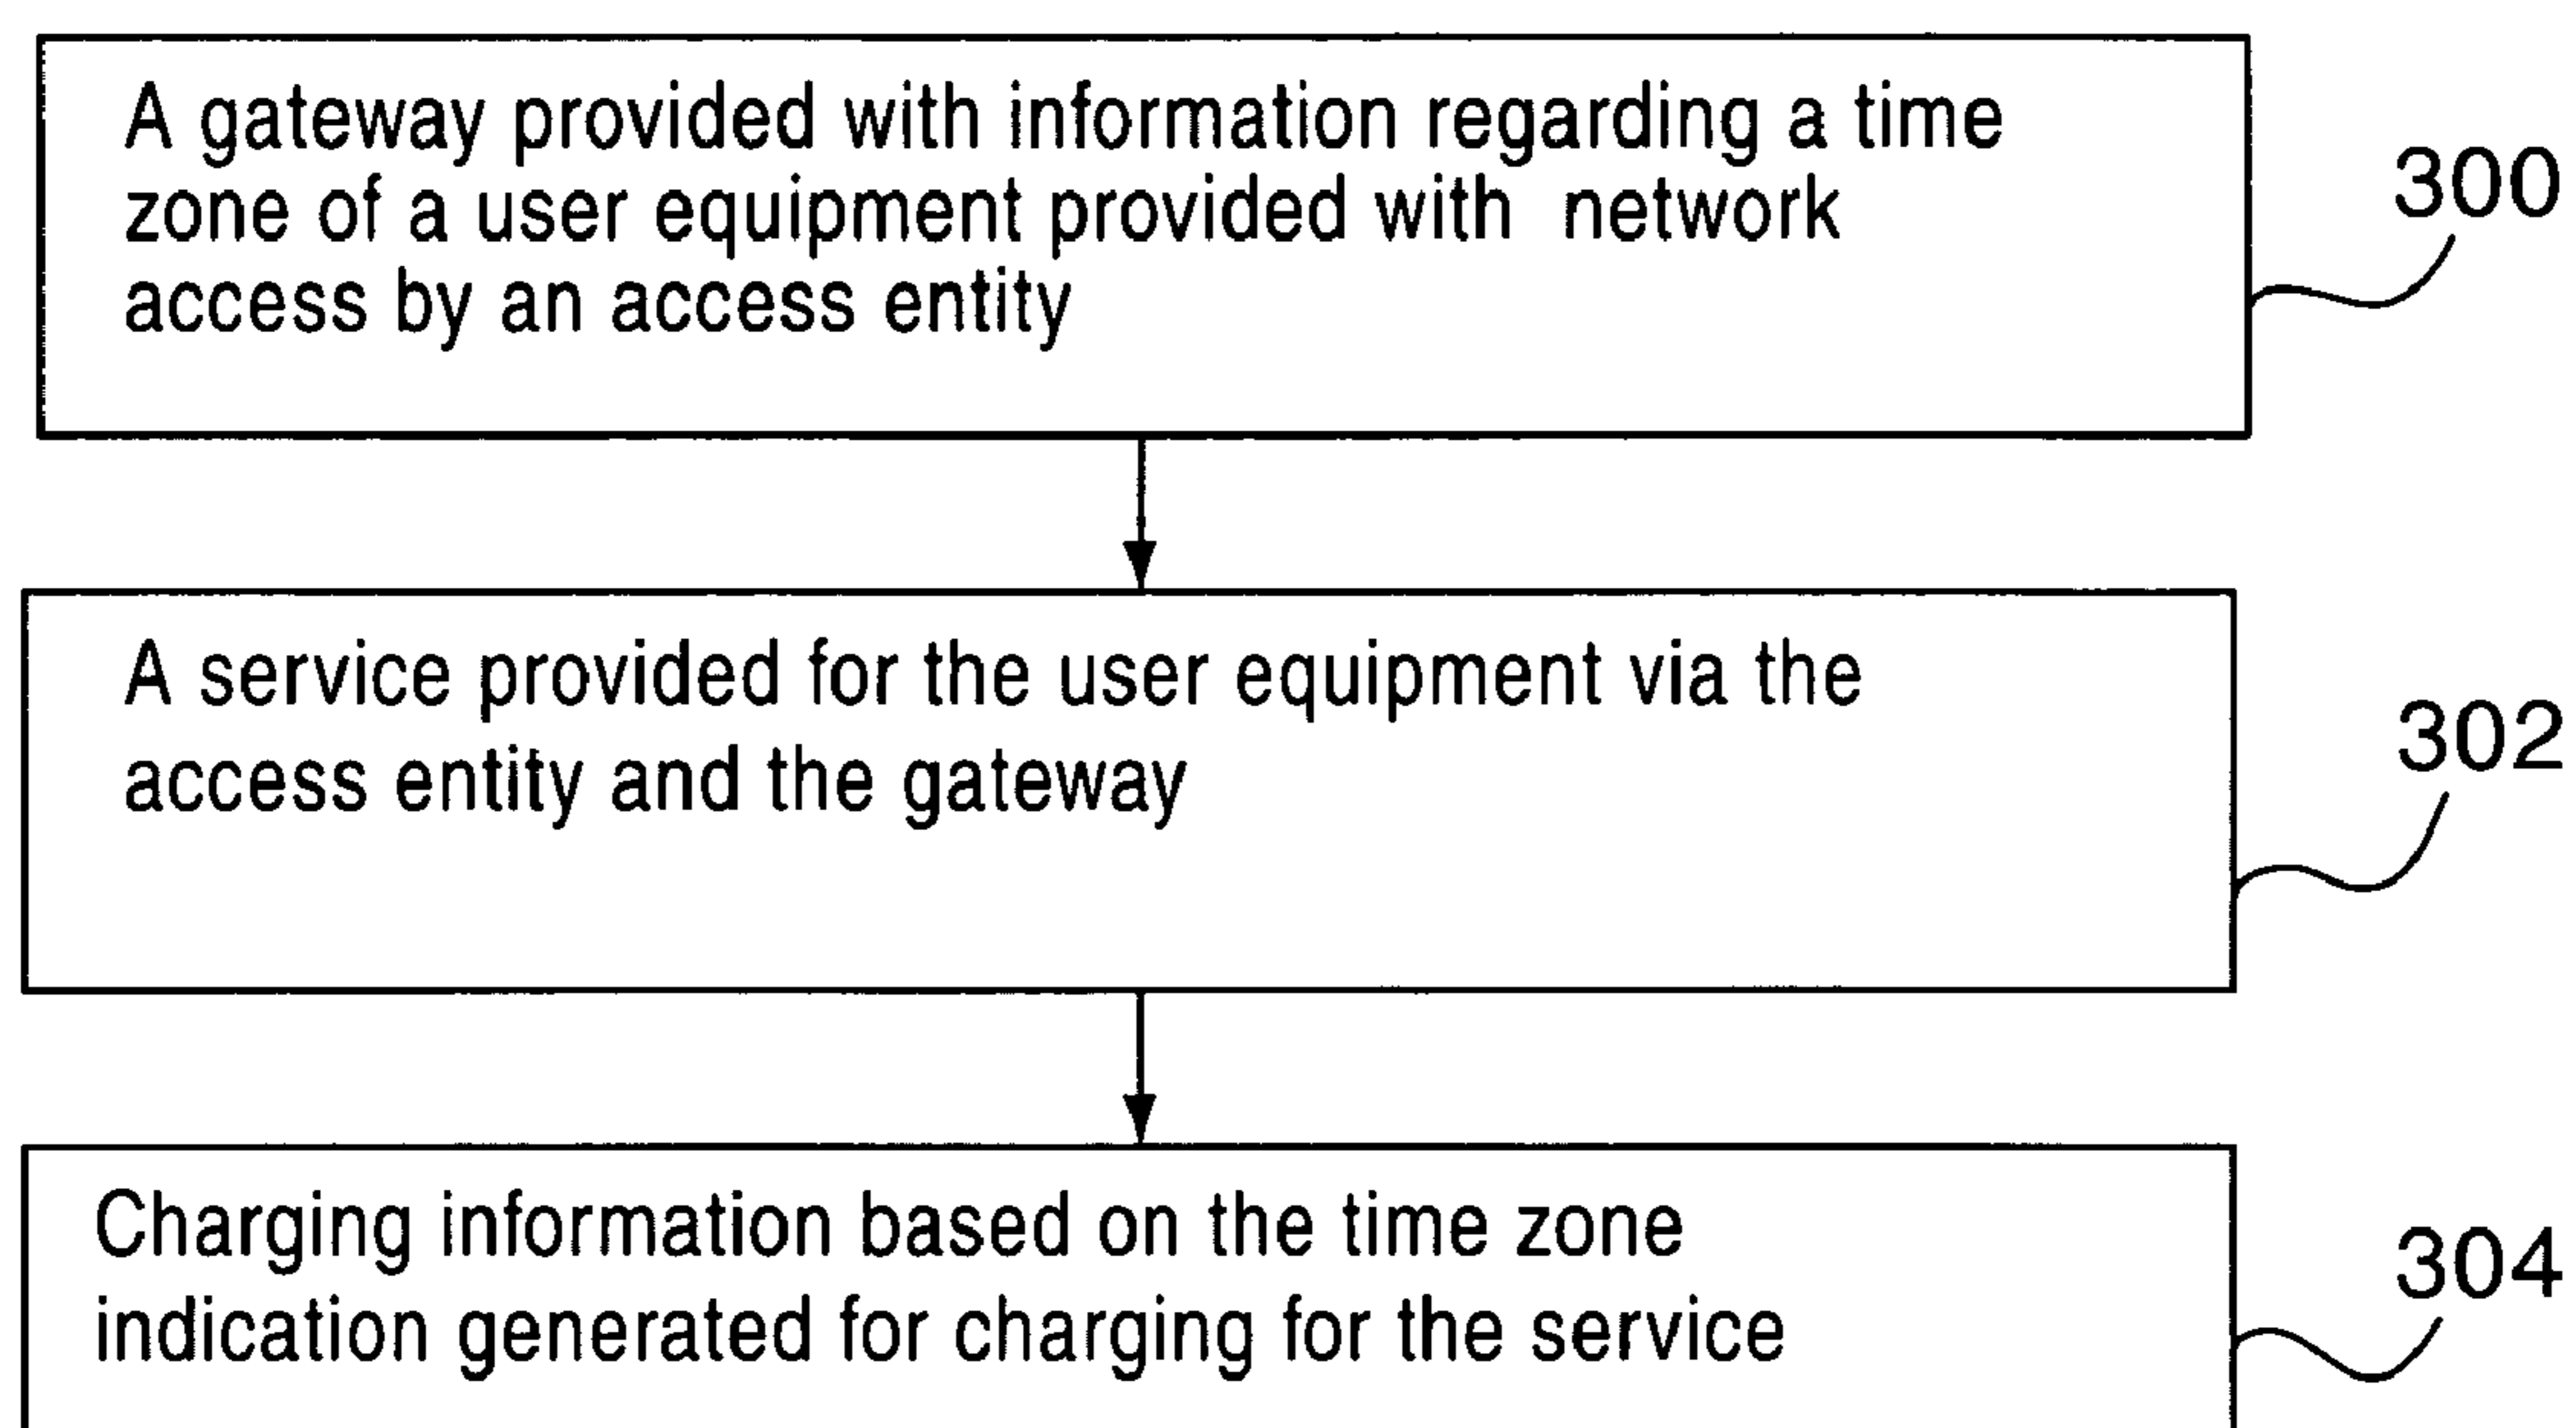 A gateway provided with information regarding a time
zone of a user equipment provided with network
access by an entity
300
A service provided for the user equipment via the
access entity and the gateway
302
Charging information based on the time zone
indication generated for charging for the service
304